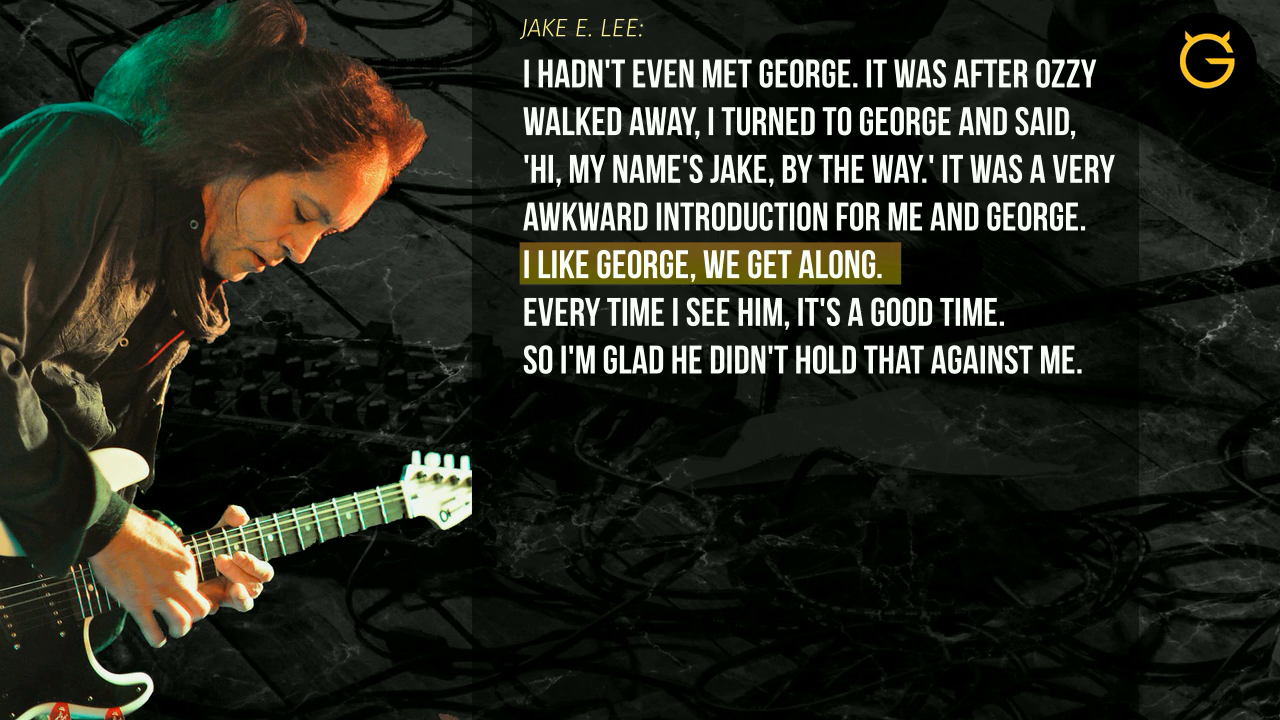 JAKE E. LEE:
I HADN'T EVEN MET GEORGE. IT WAS AFTER OZZY
WALKED AWAY, I TURNED TO GEORGE AND SAID,
'HI, MY NAME'S JAKE, BY THE WAY.' IT WAS A VERY
AWKWARD INTRODUCTION FOR ME AND GEORGE.
I LIKE GEORGE, WE GET ALONG.
EVERY TIME I SEE HIM, IT'S A GOOD TIME.
SO I'M GLAD HE DIDN'T HOLD THAT AGAINST ME.